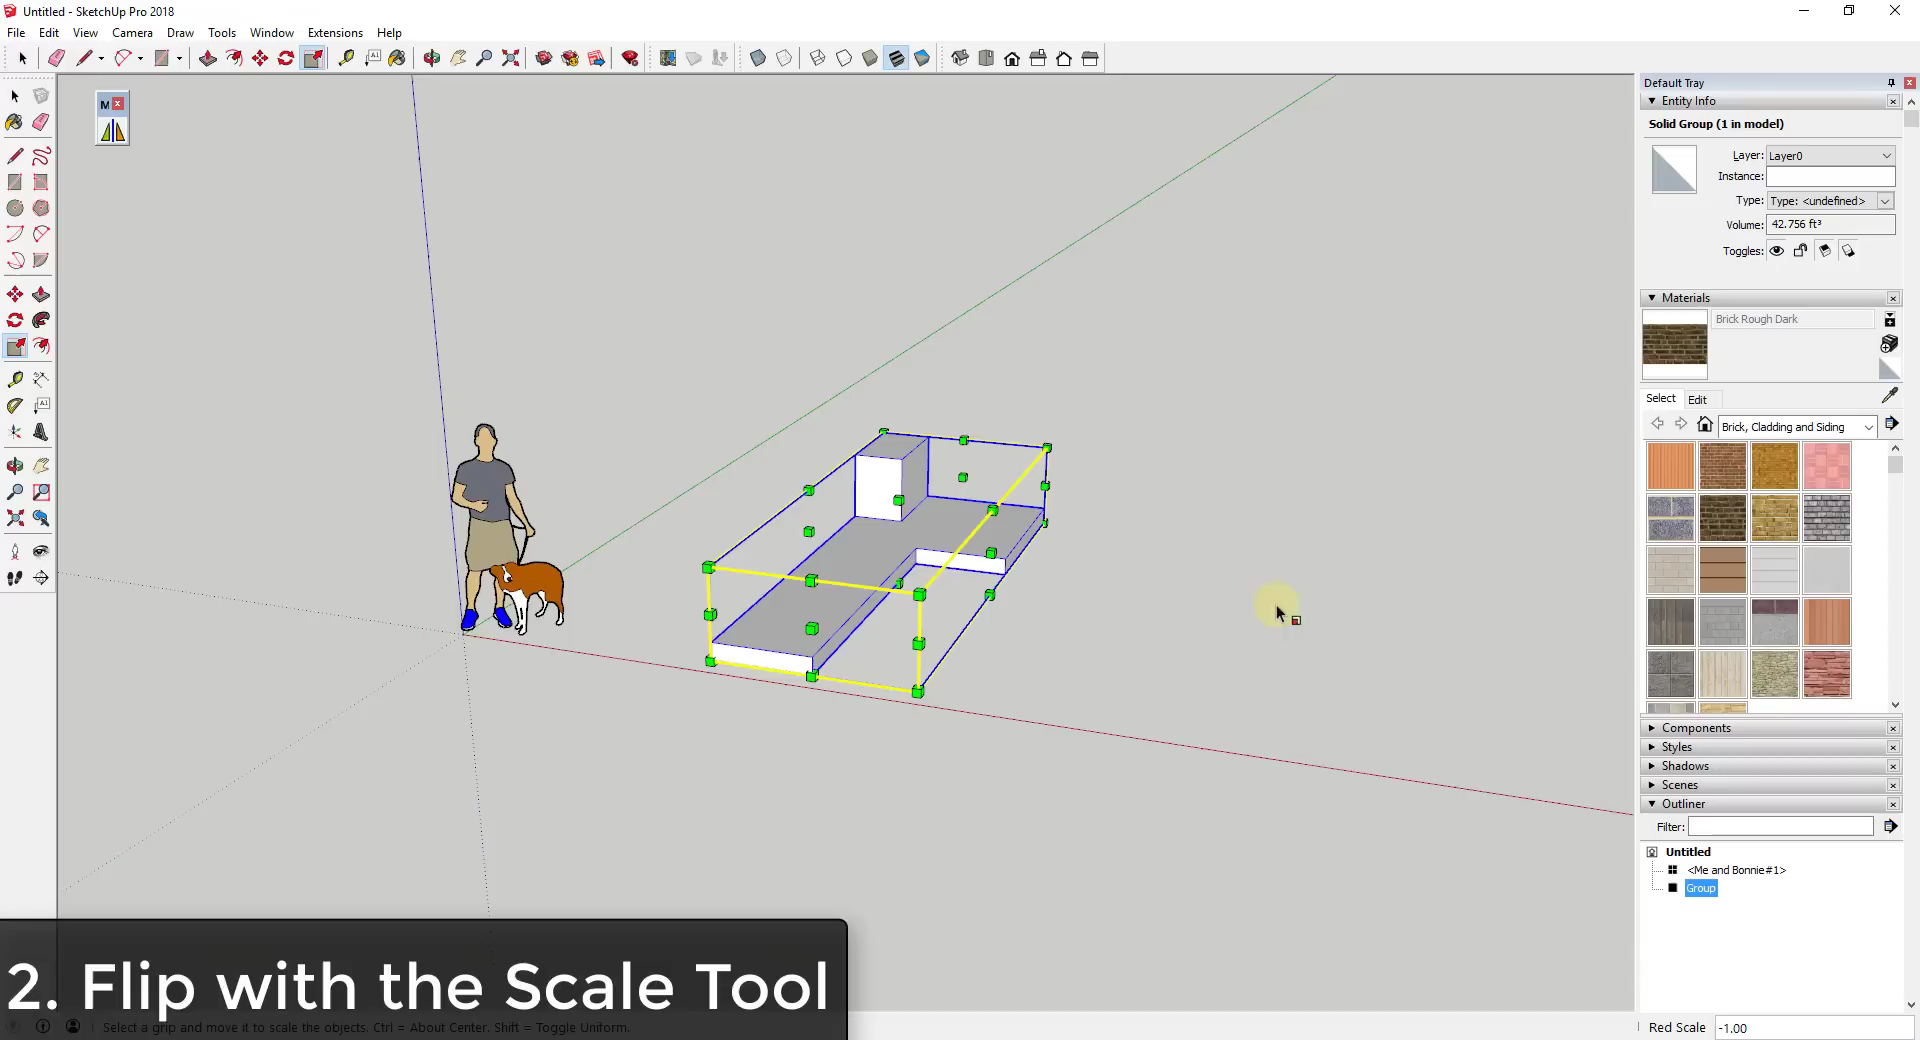 Untitled - SketchUp Pro 2018
File Edit View Camera Draw Tools Window Extensions Help
M
Default Tray
Entity Info
Solid Group (1 in model)
Layer: Layer0
Instance:
Type: Type: <undefined>
Volume: 42.756 ft³
Toggles:
Materials
Brick Rough Dark
Select Edit
Brick, Cladding and Siding
Components
Styles
Shadows
Scenes
Outliner
Filter:
Untitled
<Me and Bonnie#1>
Group
2. Flip with the Scale Tool
Select a grip and move it to scale the objects. Ctrl = About Center. Shift = Toggle Uniform.
Red Scale -1.00